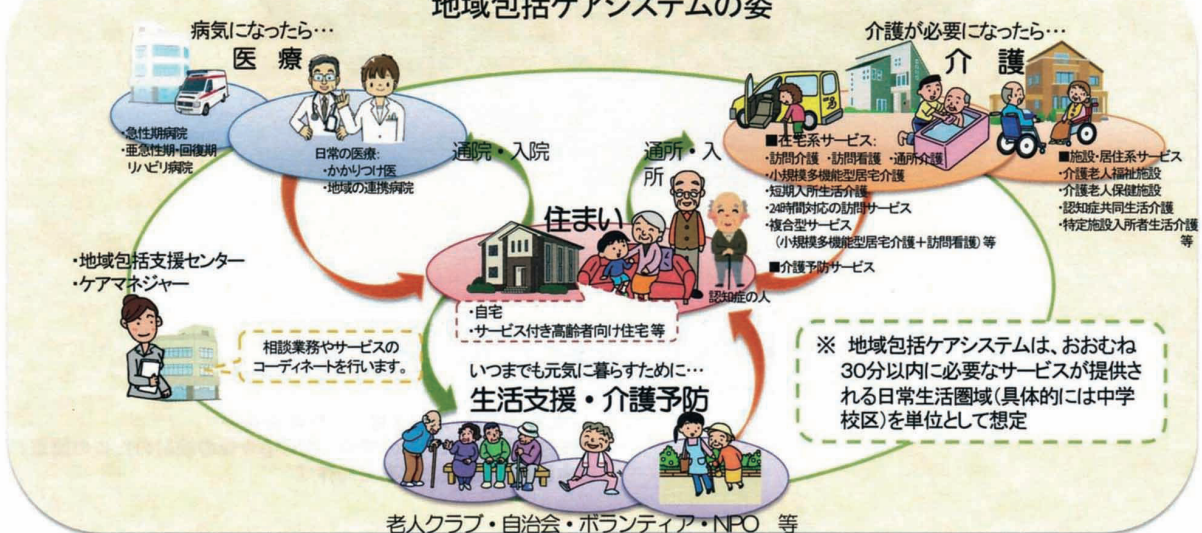 地域包括ケアシステムの姿
病気になったら…
医療
・急性期病院
・亜急性期・回復期
リハビリ病院
日常の医療:
・かかりつけ医
・地域の連携病院
通院・入院
通所・入
所
介護が必要になったら…
介護
■在宅系サービス:
・訪問介護・訪問看護・通所介護
・小規模多機能型居宅介護
・短期入所生活介護
・24時間対応の訪問サービス
・複合型サービス
(小規模多機能型居宅介護+訪問看護)等
■介護予防サービス
■施設・居住系サービス
・介護老人福祉施設
・介護老人保健施設
・認知症共同生活介護
・特定施設入所者生活介護
等
住まい
認知症の人
・自宅
・サービス付き高齢者向け住宅等
・地域包括支援センター
・ケアマネジャー
相談業務やサービスの
コーディネートを行います。
いつまでも元気に暮らすために…
生活支援・介護予防
老人クラブ・自治会・ボランティア・NPO 等
※ 地域包括ケアシステムは、おおむね
30分以内に必要なサービスが提供さ
れる日常生活圏域(具体的には中学
校区)を単位として想定